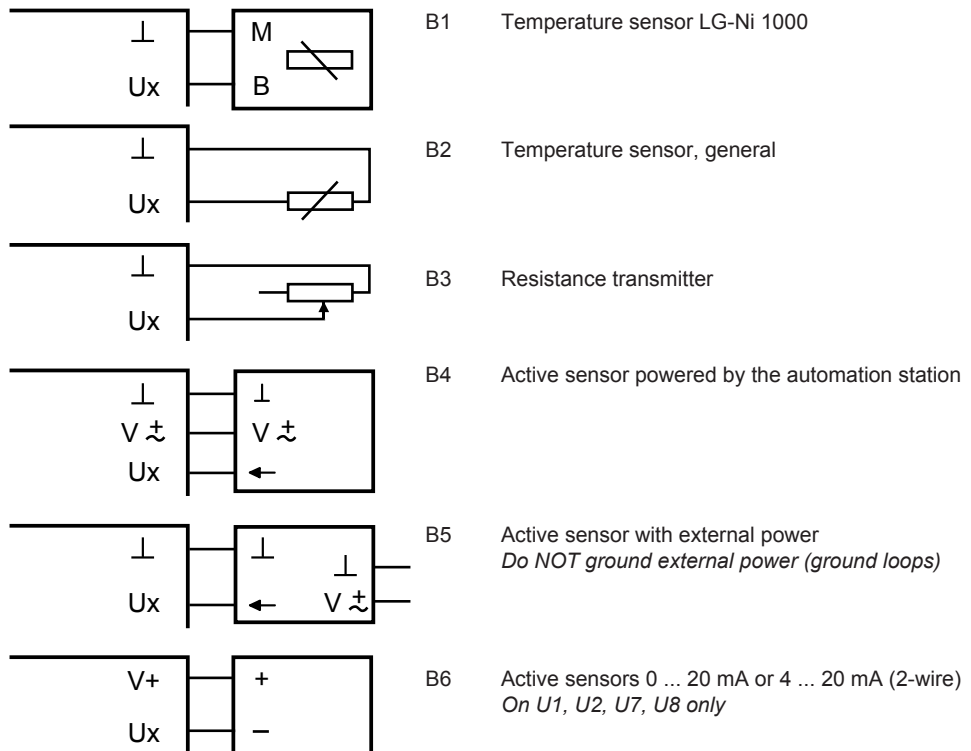 ⊥ M B1 Temperature sensor LG-Ni 1000
Ux B
⊥ B2 Temperature sensor, general
Ux
⊥ B3 Resistance transmitter
Ux
⊥ ⊥ B4 Active sensor powered by the automation station
V ± ~ V ± ~
Ux ←
⊥ ⊥ B5 Active sensor with external power
⊥ Do NOT ground external power (ground loops)
Ux ← V ± ~
V+ + B6 Active sensors 0 ... 20 mA or 4 ... 20 mA (2-wire)
On U1, U2, U7, U8 only
Ux –